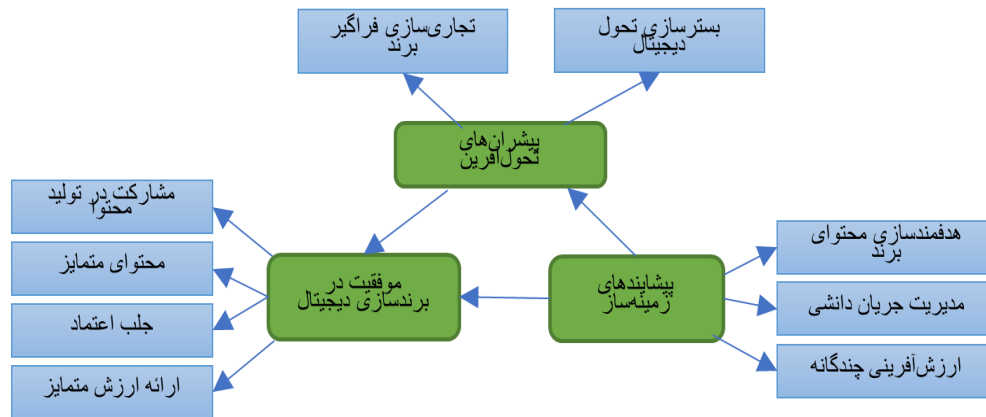 تجاری‌سازی فراگیر
برند
بسترسازی تحول
دیجیتال
پیشران‌های
تحول‌آفرین
مشارکت در تولید
محتوا
محتوای متمایز
جلب اعتماد
ارائه ارزش متمایز
موفقیت در
برندسازی دیجیتال
پیشایندهای
زمینه‌ساز
هدفمندسازی محتوای
برند
مدیریت جریان دانشی
ارزش‌آفرینی چندگانه